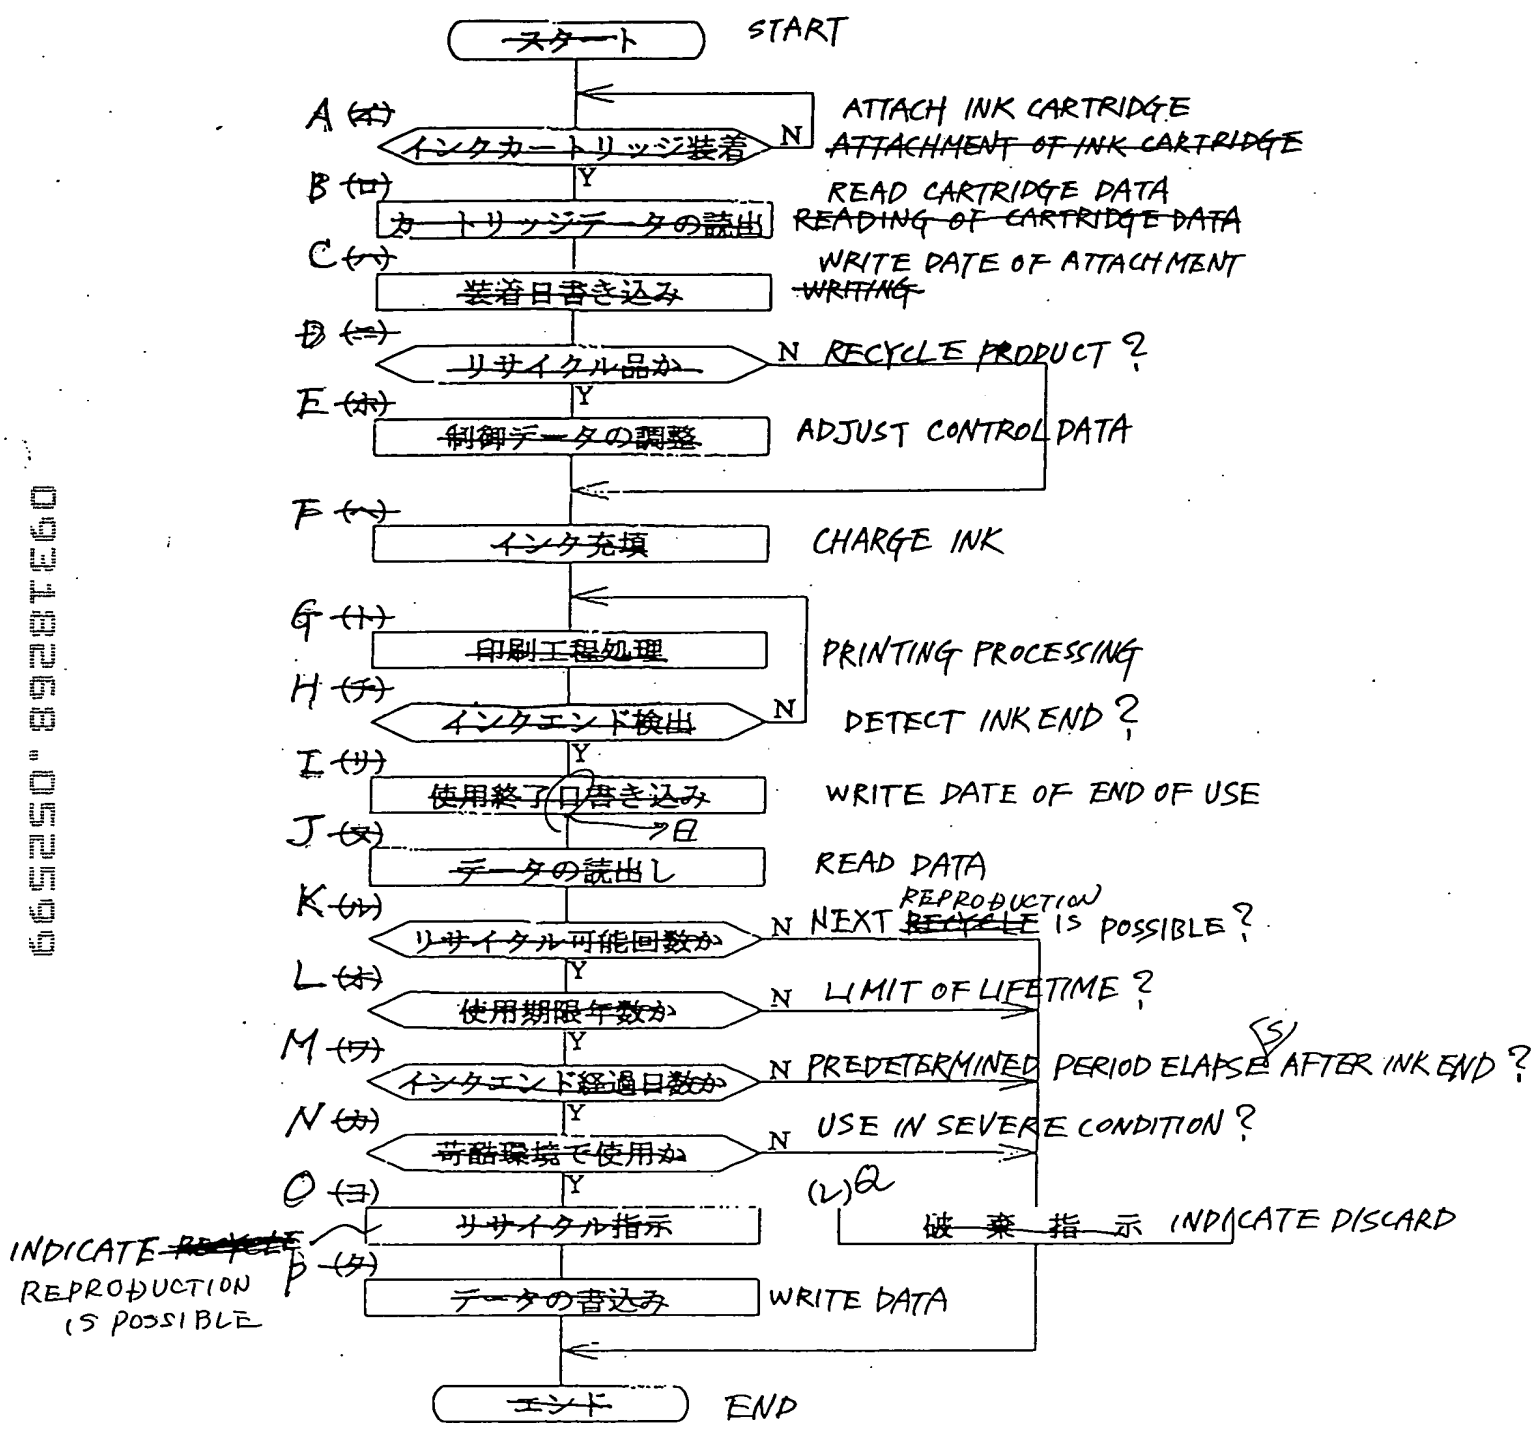 スタート START
A (イ) ATTACH INK CARTRIDGE
インクカートリッジ装着 N ATTACHMENT OF INK CARTRIDGE
Y
B (ロ) READ CARTRIDGE DATA
カートリッジデータの読出 READING OF CARTRIDGE DATA
C (ハ) WRITE DATE OF ATTACHMENT
装着日書き込み WRITING
D (ニ)
リサイクル品か N RECYCLE PRODUCT?
Y
E (ホ)
制御データの調整 ADJUST CONTROL DATA
F (ヘ)
インク充填 CHARGE INK
G (ト)
印刷工程処理 PRINTING PROCESSING
H (チ)
インクエンド検出 N DETECT INK END?
Y
I (リ)
使用終了日書き込み WRITE DATE OF END OF USE
J (ヌ) 日
データの読出し READ DATA
K (ル) REPRODUCTION
リサイクル可能回数か N NEXT RECYCLE IS POSSIBLE?
Y
L (オ)
使用期限年数か N LIMIT OF LIFETIME?
Y
M (ワ) S
インクエンド経過日数か N PREDETERMINED PERIOD ELAPSE AFTER INK END?
Y
N (カ)
苛酷環境で使用か N USE IN SEVERE CONDITION?
Y
O (ヨ) (レ) Q
リサイクル指示 破棄指示 INDICATE DISCARD
INDICATE RECYCLE
REPRODUCTION
IS POSSIBLE
P (タ)
データの書込み WRITE DATA
エンド END
09318268.052599